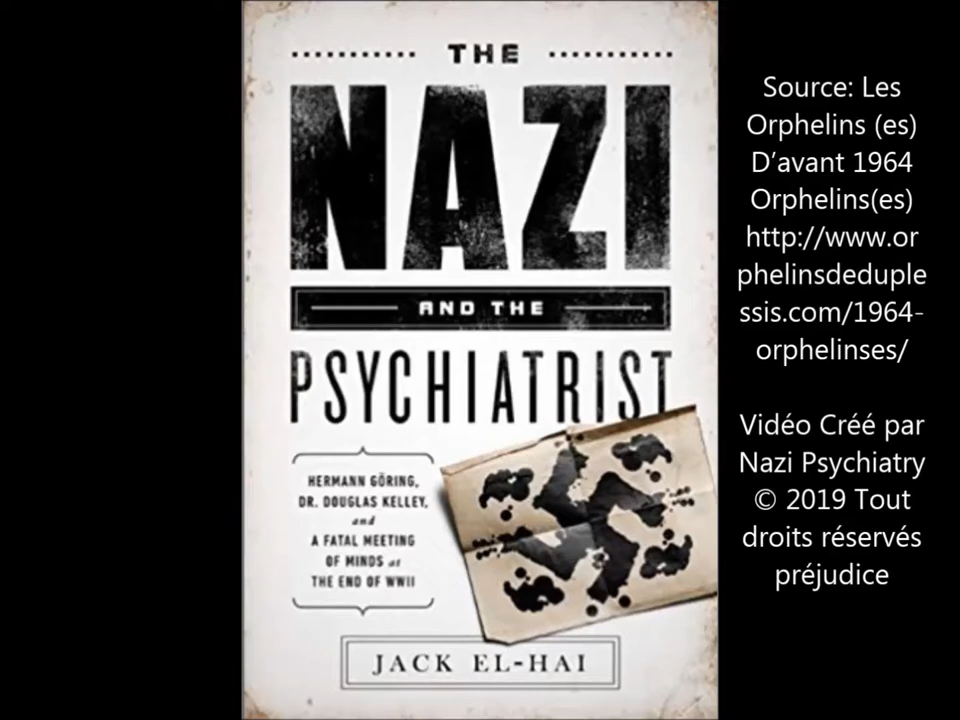 THE
NAZI
AND THE
PSYCHIATRIST
HERMANN GÖRING,
DR. DOUGLAS KELLEY,
and
A FATAL MEETING
OF MINDS at
THE END OF WWII
JACK EL-HAI
Source: Les
Orphelins (es)
D’avant 1964
Orphelins(es)
http://www.or
phelinsdeduple
ssis.com/1964-
orphelinses/
Vidéo Créé par
Nazi Psychiatry
© 2019 Tout
droits réservés
préjudice